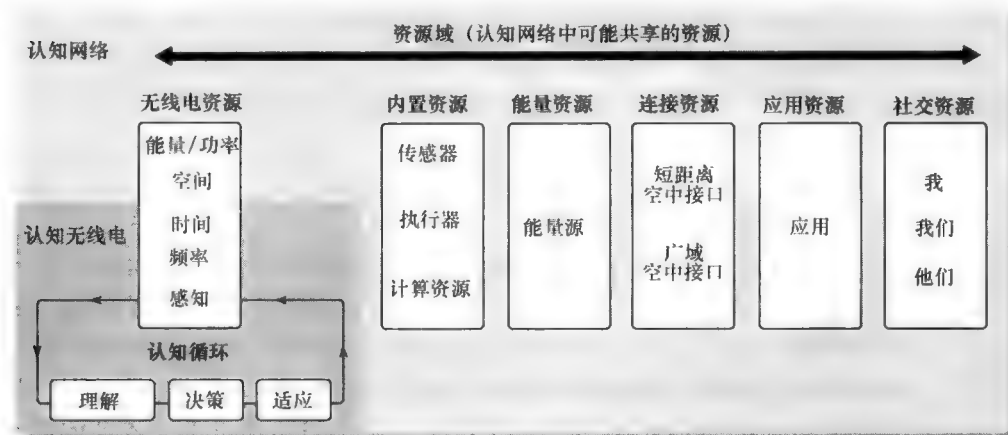 资源域（认知网络中可能共享的资源）
认知网络
无线电资源
能量/功率
空间
时间
频率
感知
内置资源
传感器
执行器
计算资源
能量资源
能量源
连接资源
短距离
空中接口
广域
空中接口
应用资源
应用
社交资源
我
我们
他们
认知无线电
认知循环
理解
决策
适应